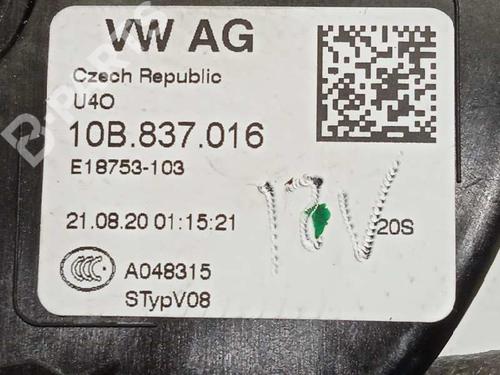 VW AG
Czech Republic
U4O
10B.837.016
E18753-103
21.08.20 01:15:21
20S
A048315
STypV08